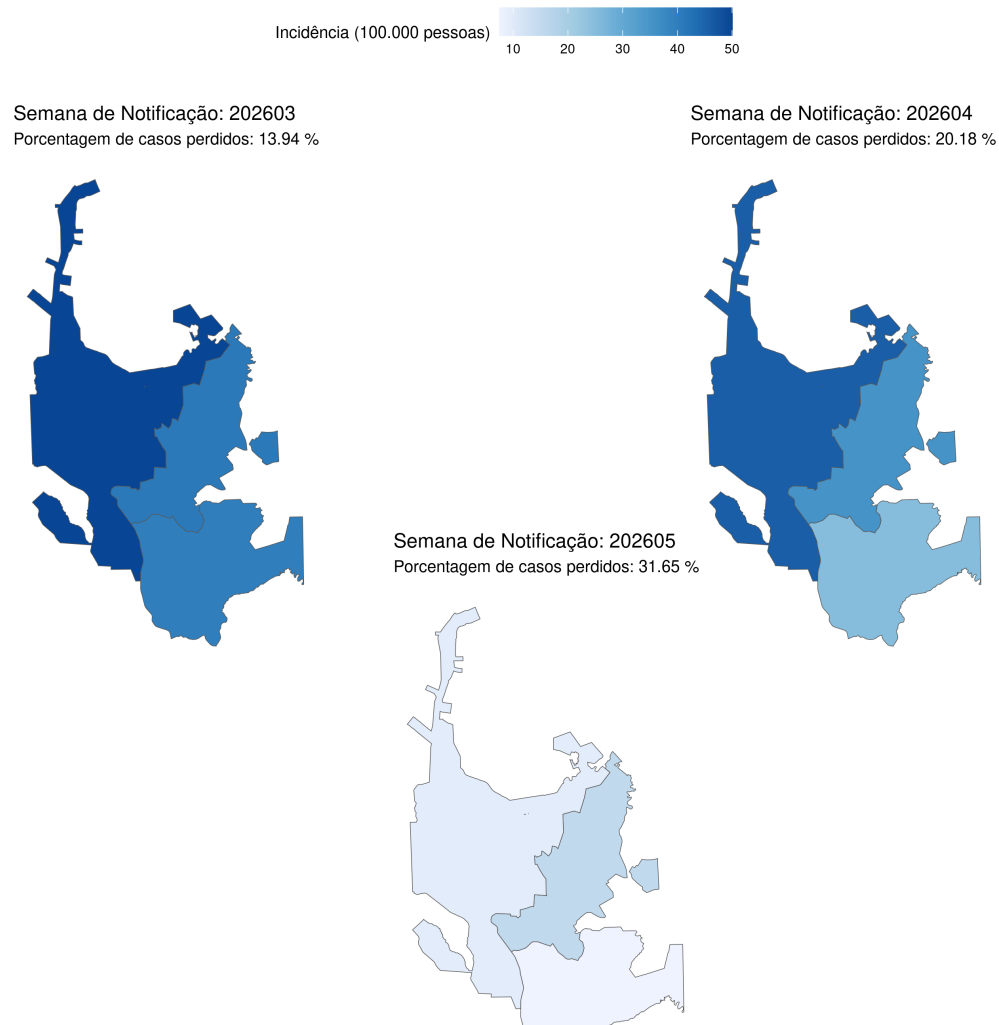 Incidência (100.000 pessoas)
10 20 30 40 50
Semana de Notificação: 202603
Porcentagem de casos perdidos: 13.94 %
Semana de Notificação: 202604
Porcentagem de casos perdidos: 20.18 %
Semana de Notificação: 202605
Porcentagem de casos perdidos: 31.65 %